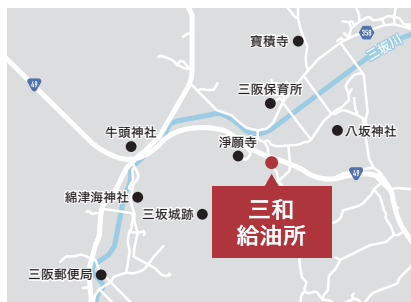 寶積寺
358
三坂川
三阪保育所
49
牛頭神社
八坂神社
淨願寺
49
綿津海神社
三坂城跡
三和
給油所
三阪郵便局